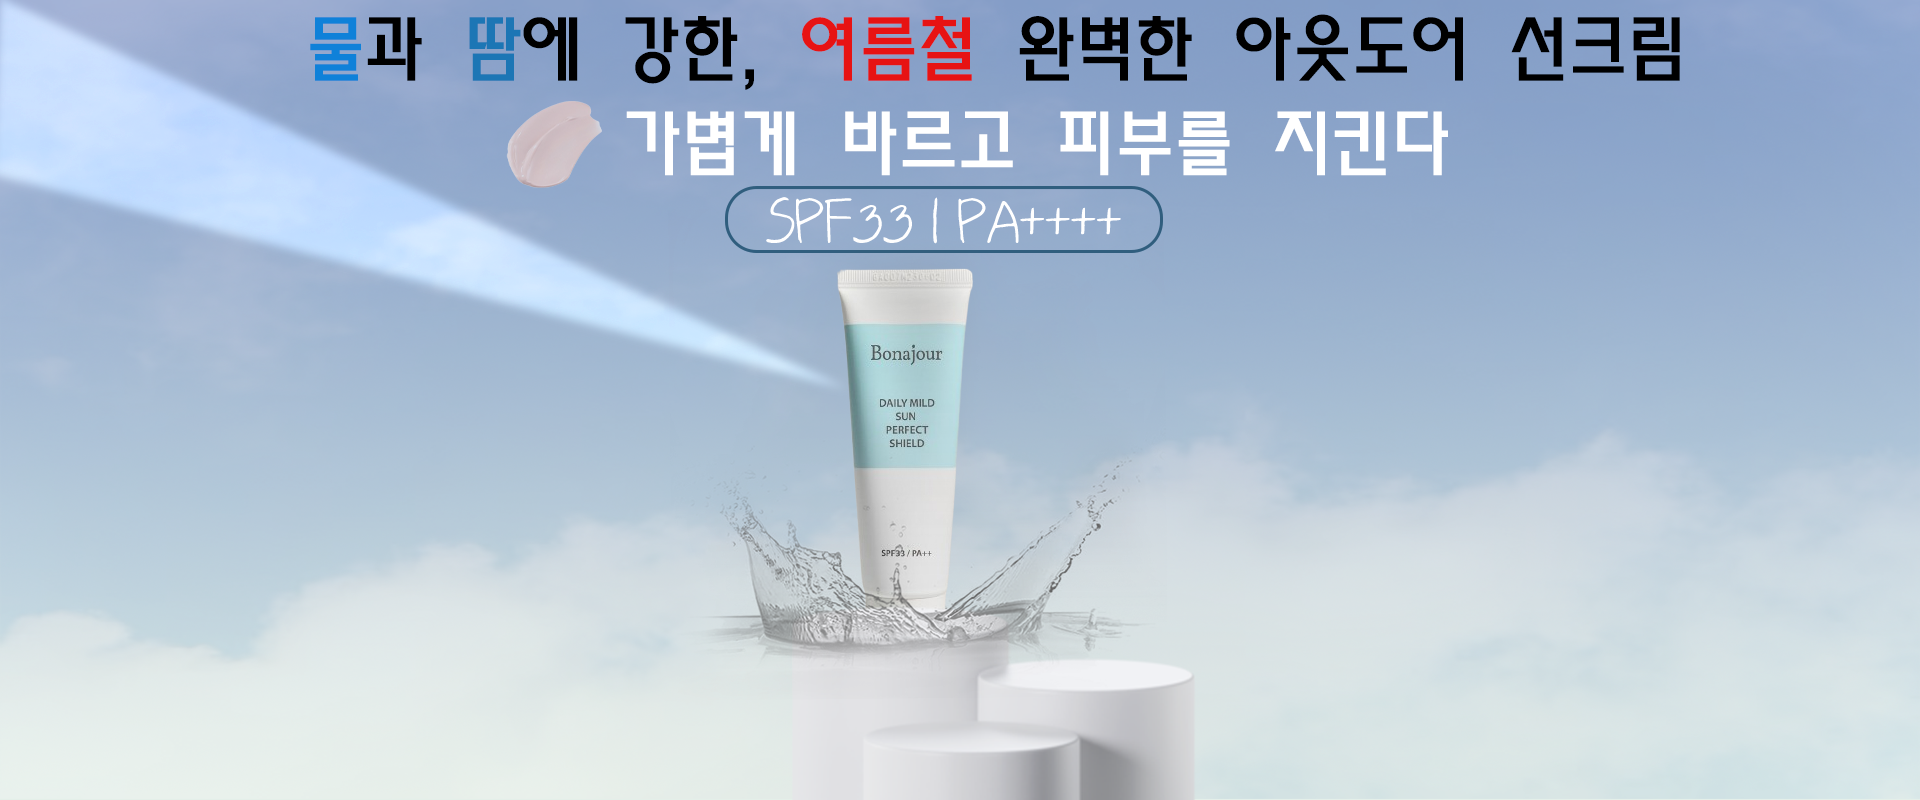 물과 땀에 강한, 여름철 완벽한 아웃도어 선크림
가볍게 바르고 피부를 지킨다
SPF33 | PA++++
Bonajour
DAILY MILD
SUN
PERFECT
SHIELD
SPF33 / PA++